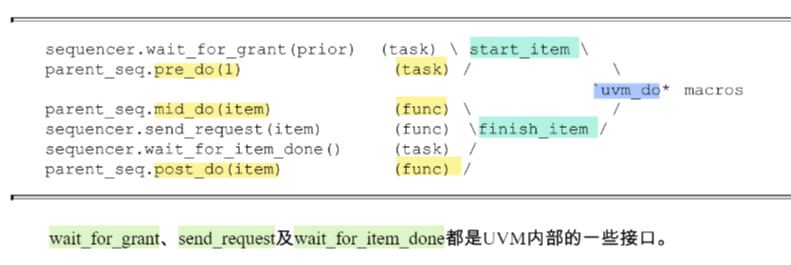 sequencer.wait_for_grant(prior) (task) \ start_item \
parent_seq.pre_do(1) (task) / \
`uvm_do* macros
parent_seq.mid_do(item) (func) \ /
sequencer.send_request(item) (func) \finish_item /
sequencer.wait_for_item_done() (task) /
parent_seq.post_do(item) (func) /
wait_for_grant、send_request及wait_for_item_done都是UVM内部的一些接口。